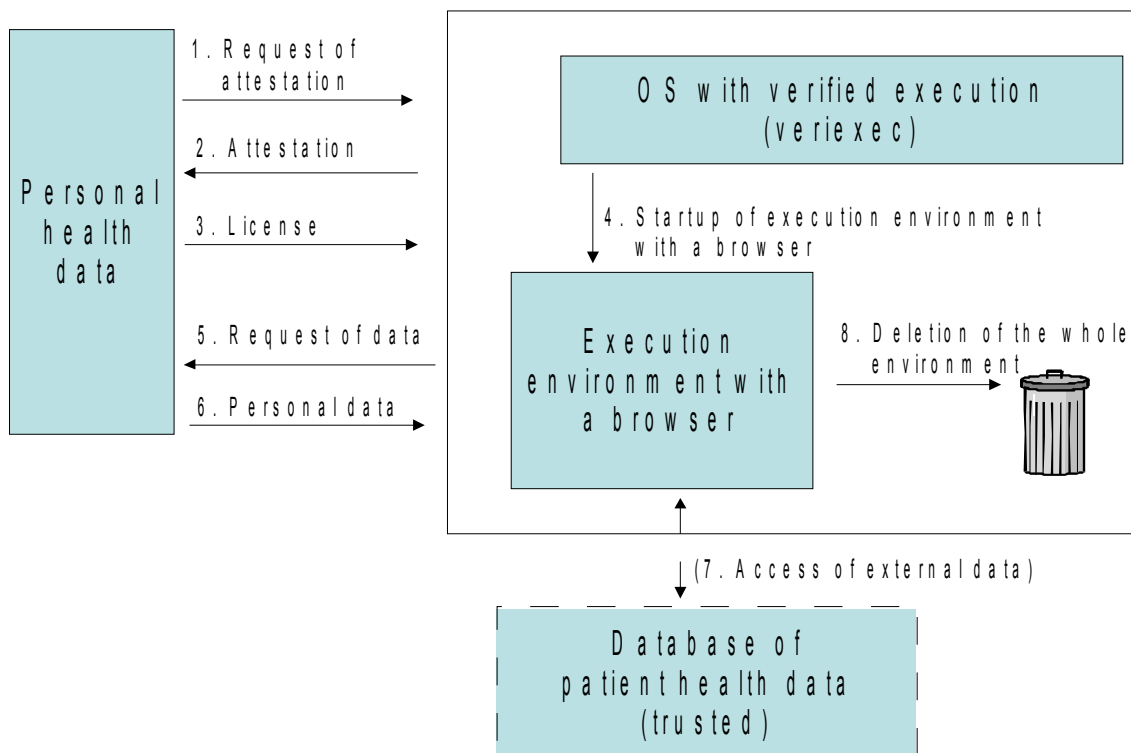 Personal
health
data
1. Request of
attestation
2. Attestation
3. License
5. Request of data
6. Personal data
OS with verified execution
(veriexec)
4. Startup of execution environment
with a browser
Execution
environment with
a browser
8. Deletion of the whole
environment
(7. Access of external data)
Database of
patient health data
(trusted)